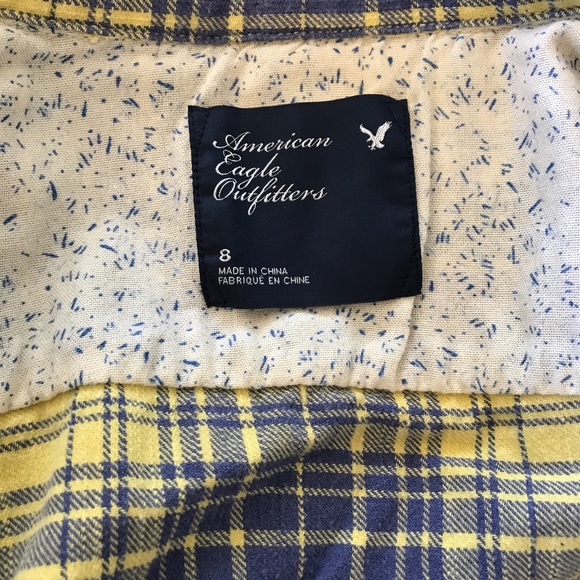 American
Eagle
Outfitters
8
MADE IN CHINA
FABRIQUÉ EN CHINE